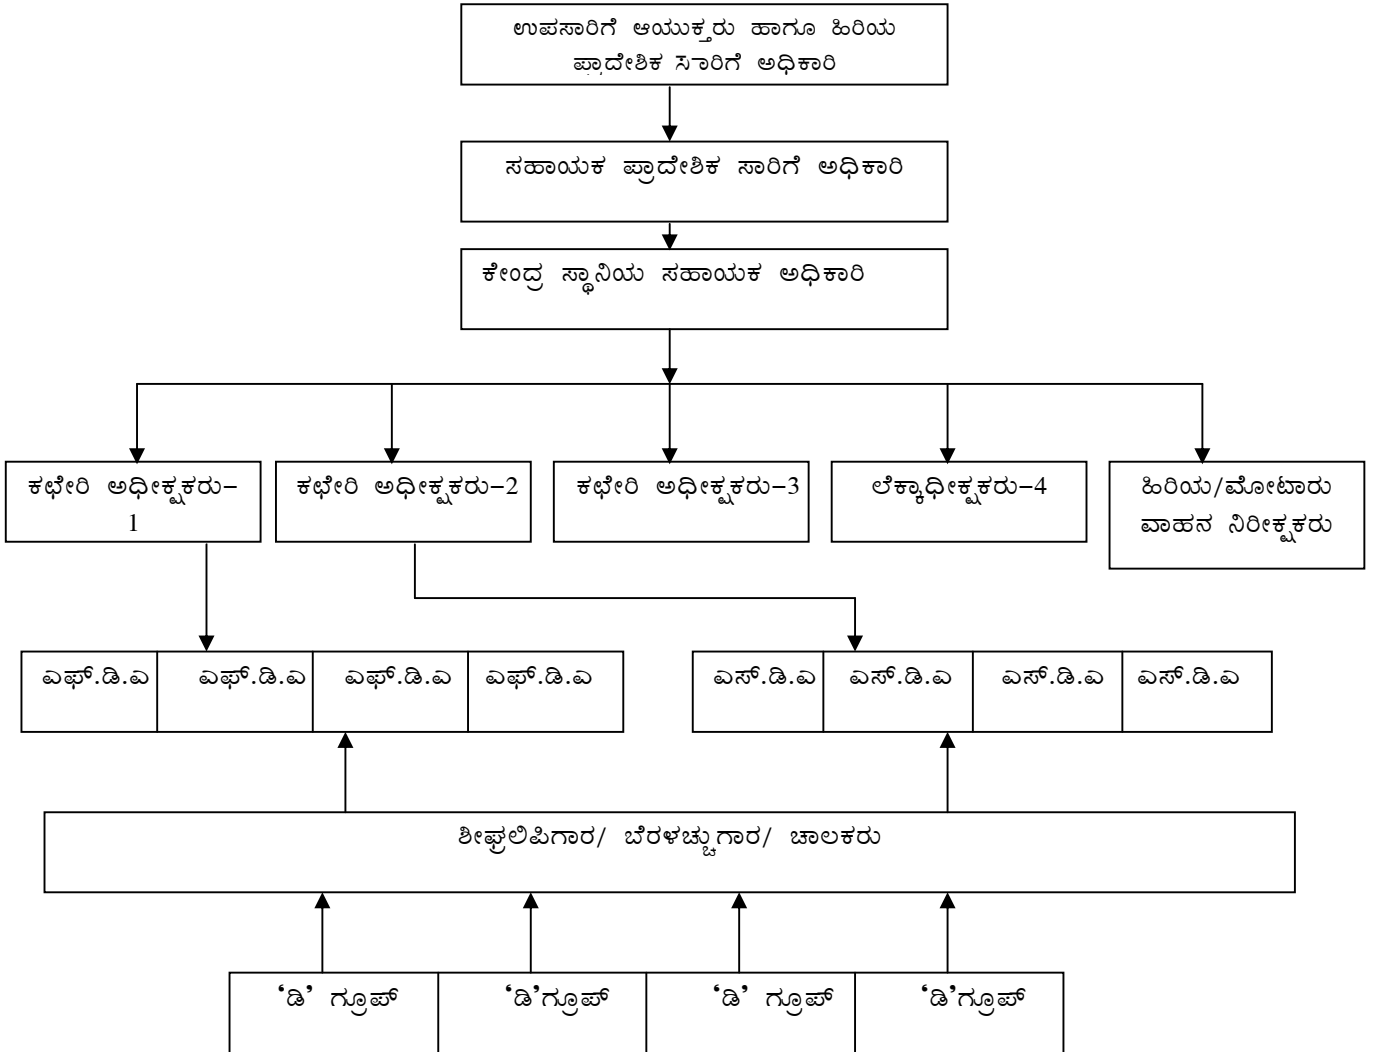 ಉಪಸಾರಿಗೆ ಆಯುಕ್ತರು ಹಾಗೂ ಹಿರಿಯ
ಪ್ರಾದೇಶಿಕ ಸಾರಿಗೆ ಅಧಿಕಾರಿ
ಸಹಾಯಕ ಪ್ರಾದೇಶಿಕ ಸಾರಿಗೆ ಅಧಿಕಾರಿ
ಕೇಂದ್ರ ಸ್ಥಾನಿಯ ಸಹಾಯಕ ಅಧಿಕಾರಿ
ಕಛೇರಿ ಅಧೀಕ್ಷಕರು-
1
ಕಛೇರಿ ಅಧೀಕ್ಷಕರು-2
ಕಛೇರಿ ಅಧೀಕ್ಷಕರು-3
ಲೆಕ್ಕಾಧೀಕ್ಷಕರು-4
ಹಿರಿಯ/ಮೋಟಾರು
ವಾಹನ ನಿರೀಕ್ಷಕರು
ಎಫ್.ಡಿ.ಎ
ಎಫ್.ಡಿ.ಎ
ಎಫ್.ಡಿ.ಎ
ಎಫ್.ಡಿ.ಎ
ಎಸ್.ಡಿ.ಎ
ಎಸ್.ಡಿ.ಎ
ಎಸ್.ಡಿ.ಎ
ಎಸ್.ಡಿ.ಎ
ಶೀಘ್ರಲಿಪಿಗಾರ/ ಬೆರಳಚ್ಚುಗಾರ/ ಚಾಲಕರು
‘ಡಿ’ ಗ್ರೂಪ್
‘ಡಿ’ಗ್ರೂಪ್
‘ಡಿ’ ಗ್ರೂಪ್
‘ಡಿ’ಗ್ರೂಪ್